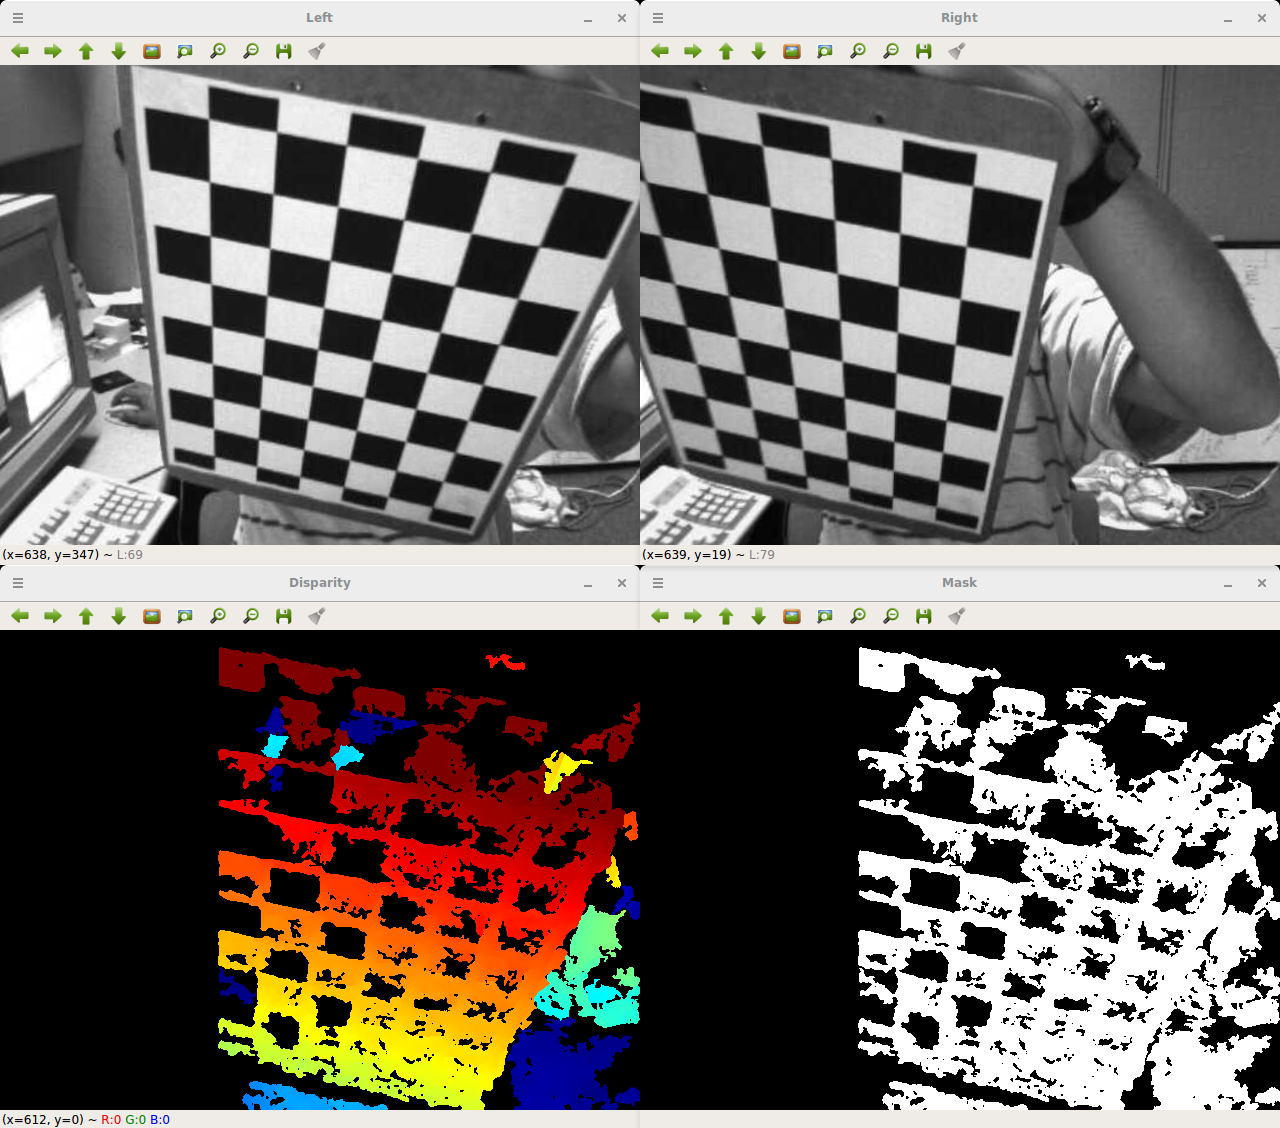 Left
Right
(x=638, y=347) ~ L:69
(x=639, y=19) ~ L:79
Disparity
Mask
(x=612, y=0) ~ R:0 G:0 B:0